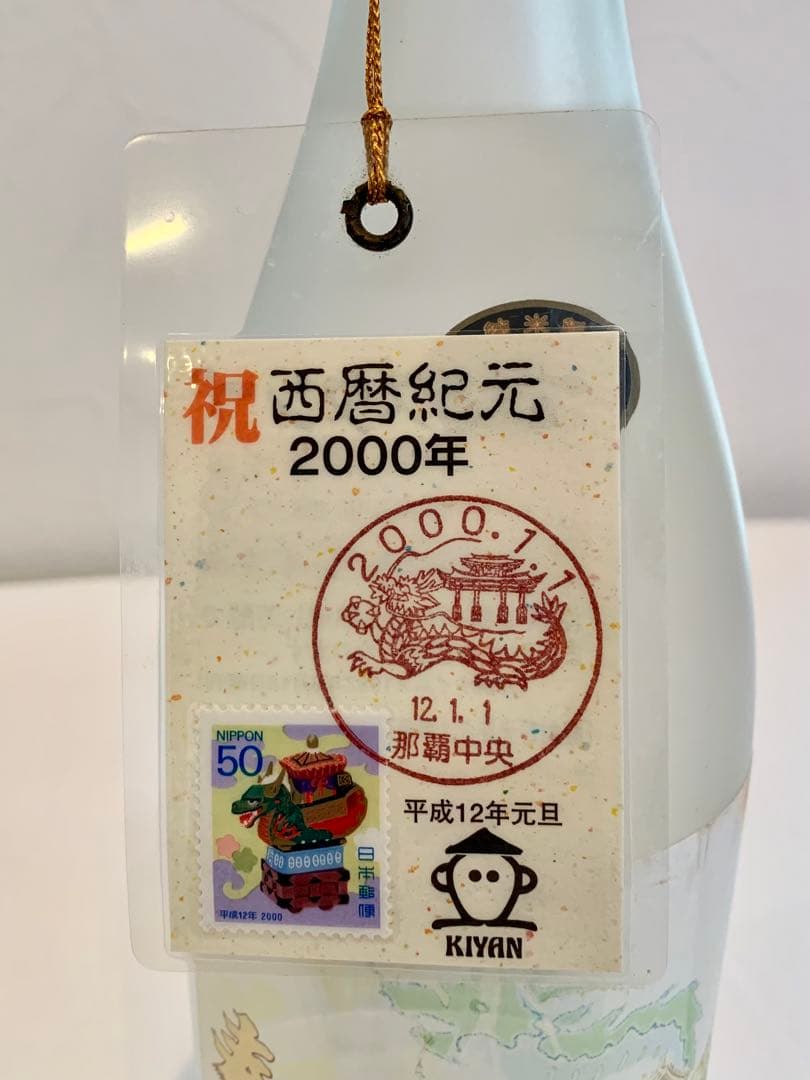 祝 西暦紀元
2000年
2000.1.1
12.1.1
那覇中央
NIPPON
50
日本郵便
平成12年 2000
平成12年元旦
KIYAN